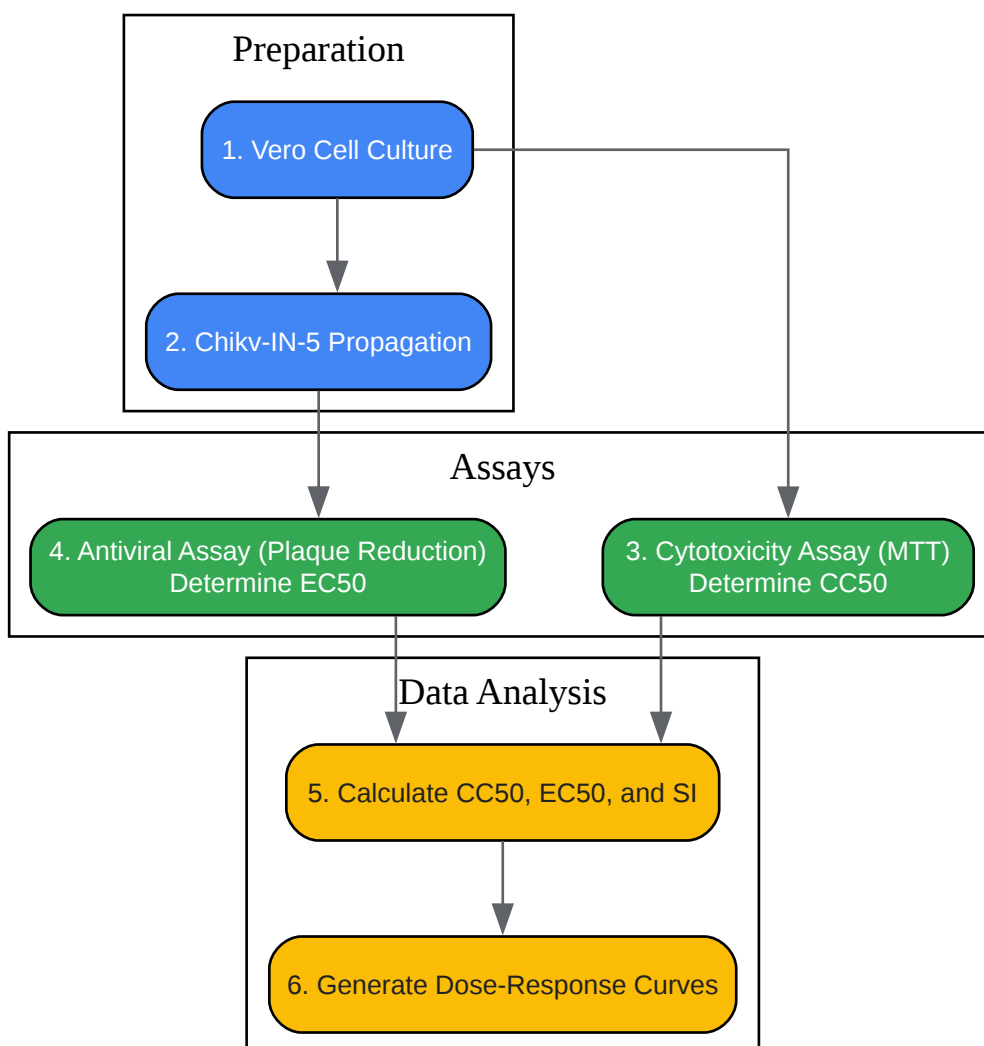 Preparation
1. Vero Cell Culture
2. Chikv-IN-5 Propagation
Assays
4. Antiviral Assay (Plaque Reduction)
Determine EC50
3. Cytotoxicity Assay (MTT)
Determine CC50
Data Analysis
5. Calculate CC50, EC50, and SI
6. Generate Dose-Response Curves